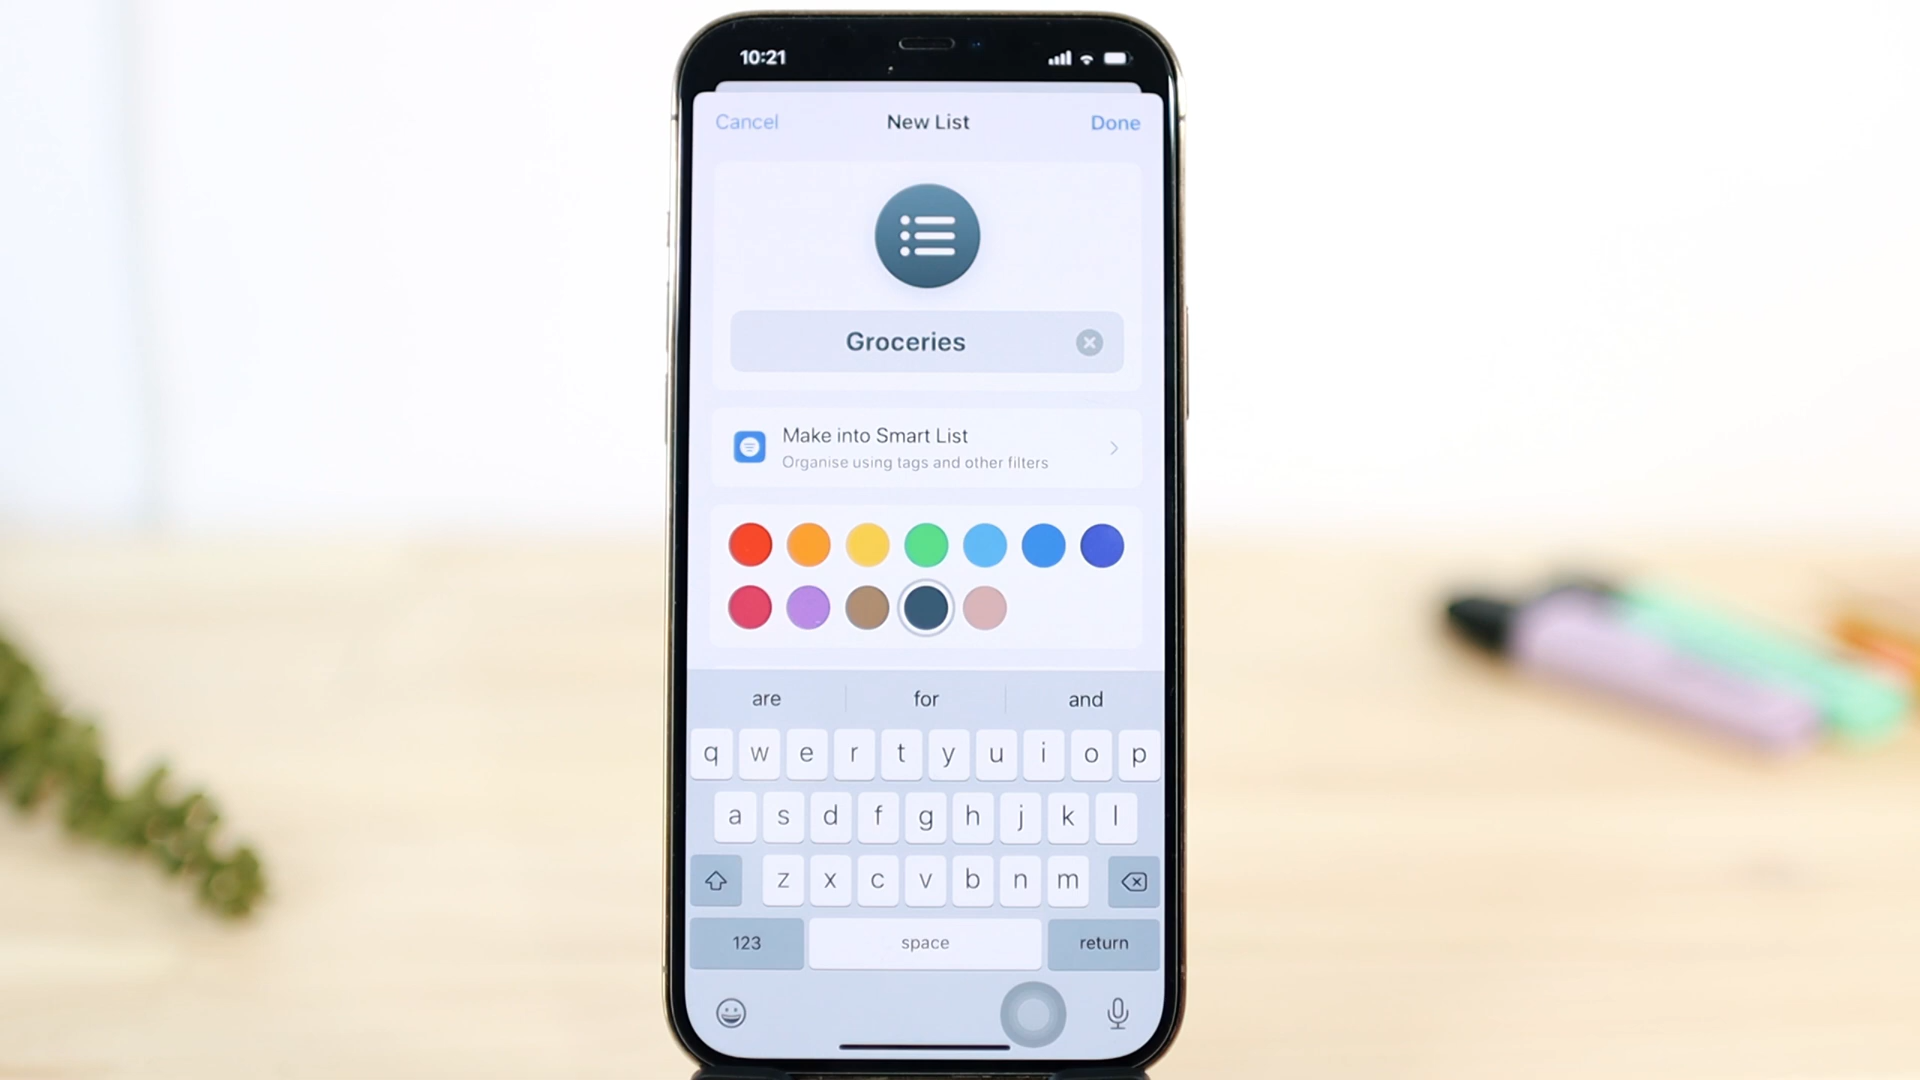 10:21
Cancel New List Done
Groceries
Make into Smart List
Organise using tags and other filters
are for and
q w e r t y u i o p
a s d f g h j k l
z x c v b n m
123 space return